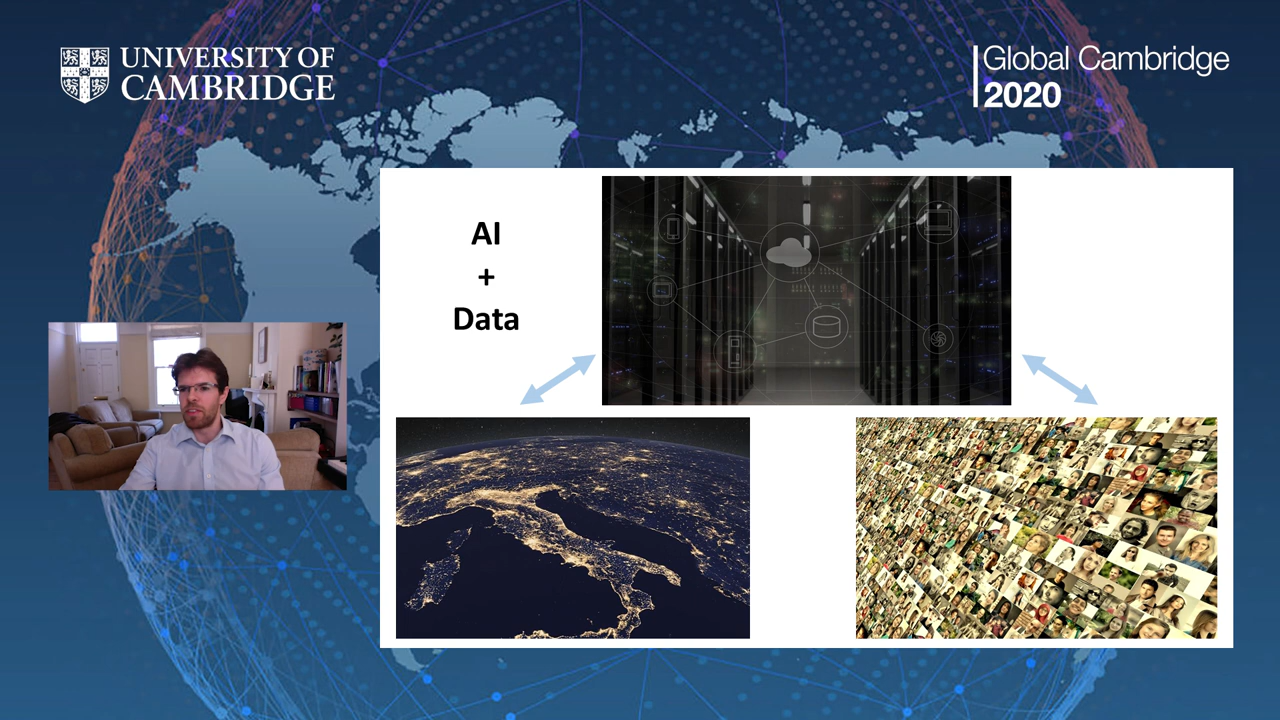 UNIVERSITY OF
CAMBRIDGE
Global Cambridge
2020
AI
+
Data